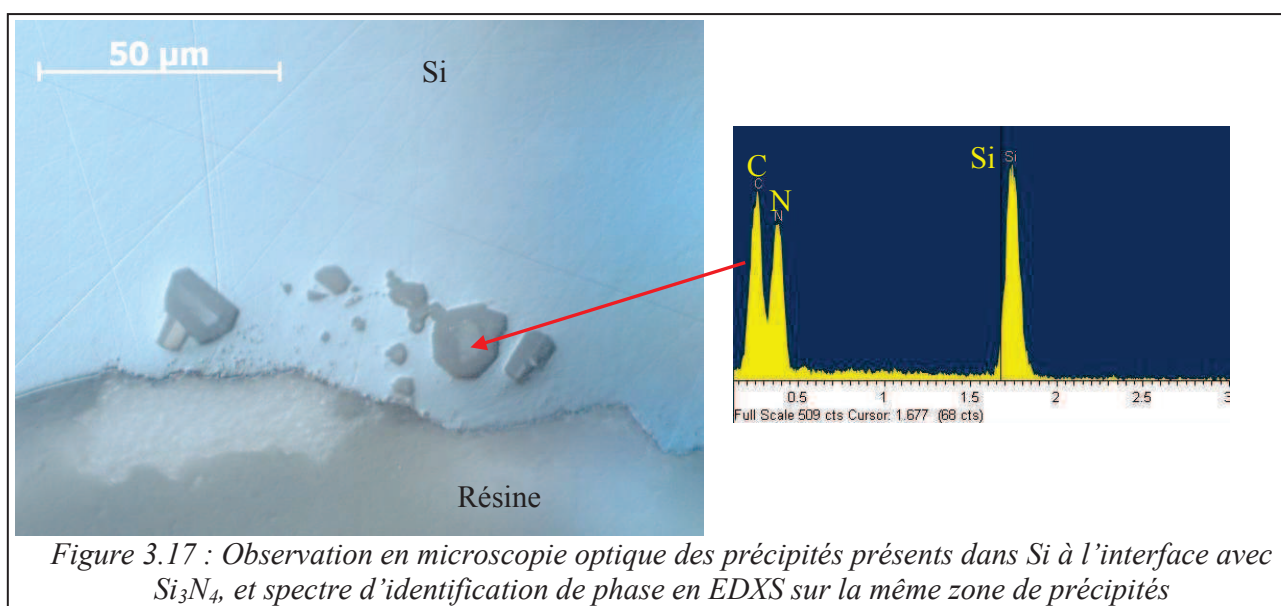 50 µm
Si
C
C
N
N
Si
Si
0.5 1 1.5 2 2.5 3
Full Scale 509 cts Cursor: 1.677 (68 cts)
Résine
Figure 3.17 : Observation en microscopie optique des précipités présents dans Si à l’interface avec
Si₃N₄, et spectre d’identification de phase en EDXS sur la même zone de précipités